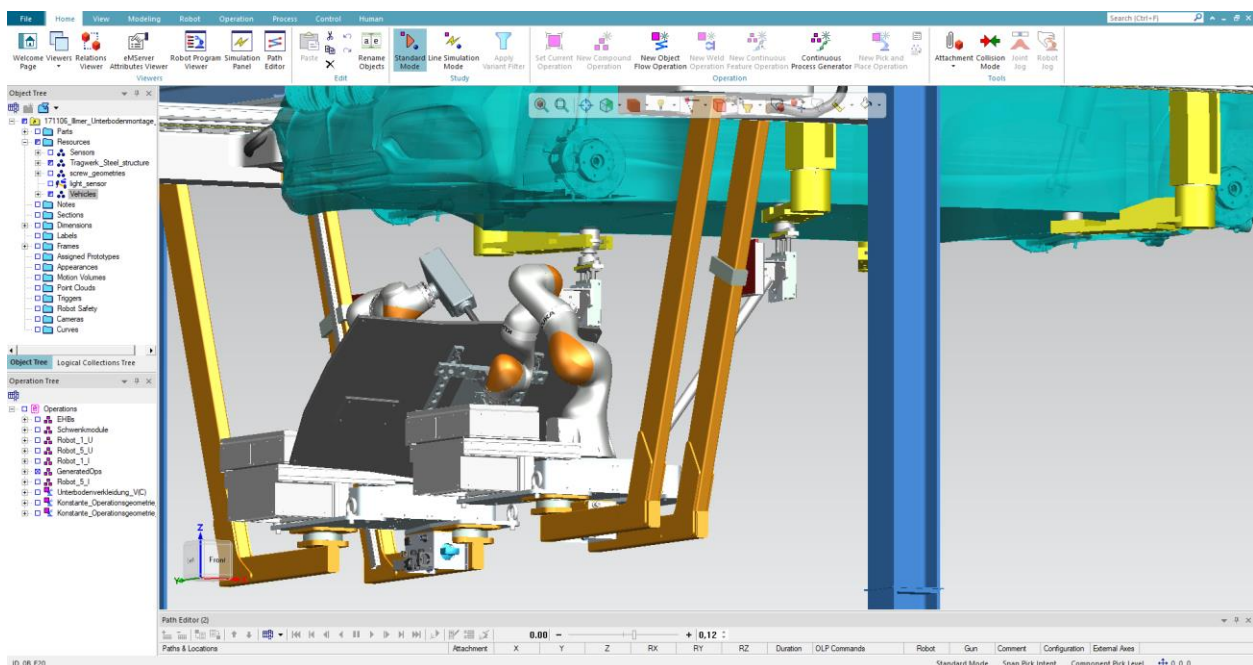 File Home View Modeling Robot Operation Process Control Human Search (Ctrl+F)
Welcome Page Viewers Relations Viewer eMServer Attributes Viewer Robot Program Viewer Simulation Panel Path Editor Paste Rename Objects Standard Mode Line Simulation Mode Apply Variant Filter Set Current Operation New Compound Operation New Object Flow Operation New Weld Operation New Continuous Feature Operation Continuous Process Generator New Pick and Place Operation Attachment Collision Mode Joint Jog Robot Jog
Viewers Edit Study Operation Tools
Object Tree
171106_Illmer_Unterbodenmontage_
Parts
Resources
Sensors
Tragwerk_Steel_structure
screw_geometries
light_sensor
Vehicles
Notes
Sections
Dimensions
Labels
Frames
Assigned Prototypes
Appearances
Motion Volumes
Point Clouds
Triggers
Robot Safety
Cameras
Curves
Object Tree Logical Collections Tree
Operation Tree
Operations
EHBs
Schwenkmodule
Robot_1_U
Robot_5_U
Robot_1_I
GeneratedOps
Robot_5_I
Unterbodenverkleidung_V(C)
Konstante_Operationsgeometrie
Konstante_Operationsgeometrie
Z
Front
Y
Path Editor (2)
0.00 0,12
Paths & Locations Attachment X Y Z RX RY RZ Duration OLP Commands Robot Gun Comment Configuration External Axes
Standard Mode Snap Pick Intent Component Pick Level 0, 0, 0